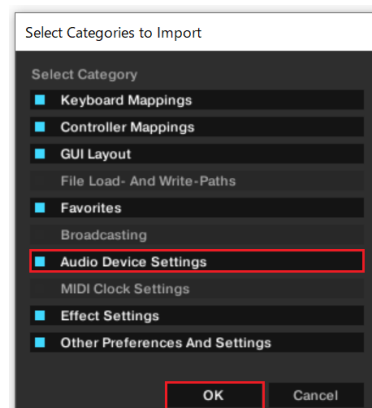 Select Categories to Import
Select Category
Keyboard Mappings
Controller Mappings
GUI Layout
File Load- And Write-Paths
Favorites
Broadcasting
Audio Device Settings
MIDI Clock Settings
Effect Settings
Other Preferences And Settings
OK Cancel